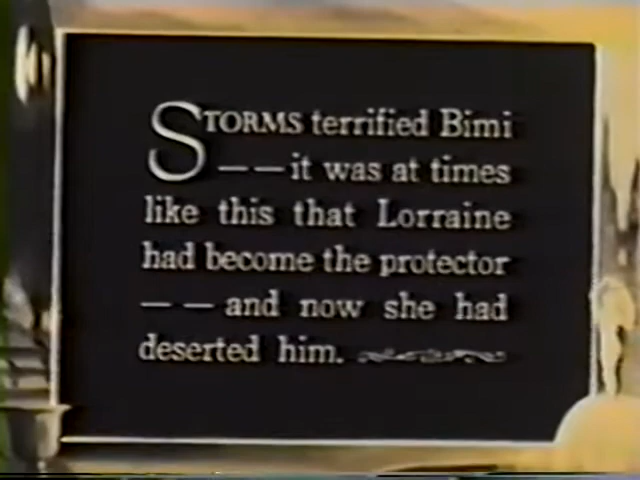 STORMS terrified Bimi
— — it was at times
like this that Lorraine
had become the protector
— — and now she had
deserted him.